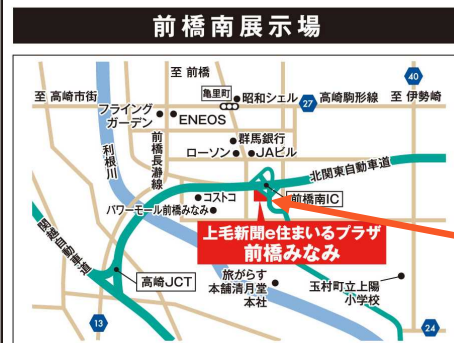 前橋南展示場
至 前橋
40
至 高崎市街
亀里町
昭和シェル
27
高崎駒形線
至 伊勢崎
フライング
ガーデン
ENEOS
利根川
前橋長瀞線
群馬銀行
ローソン
JAビル
北関東自動車道
コストコ
前橋南IC
パワーモール前橋みなみ
上毛新聞e住まいるプラザ
前橋みなみ
関越自動車道
高崎JCT
旅がらす
本舗清月堂
本社
玉村町立上陽
小学校
13
24